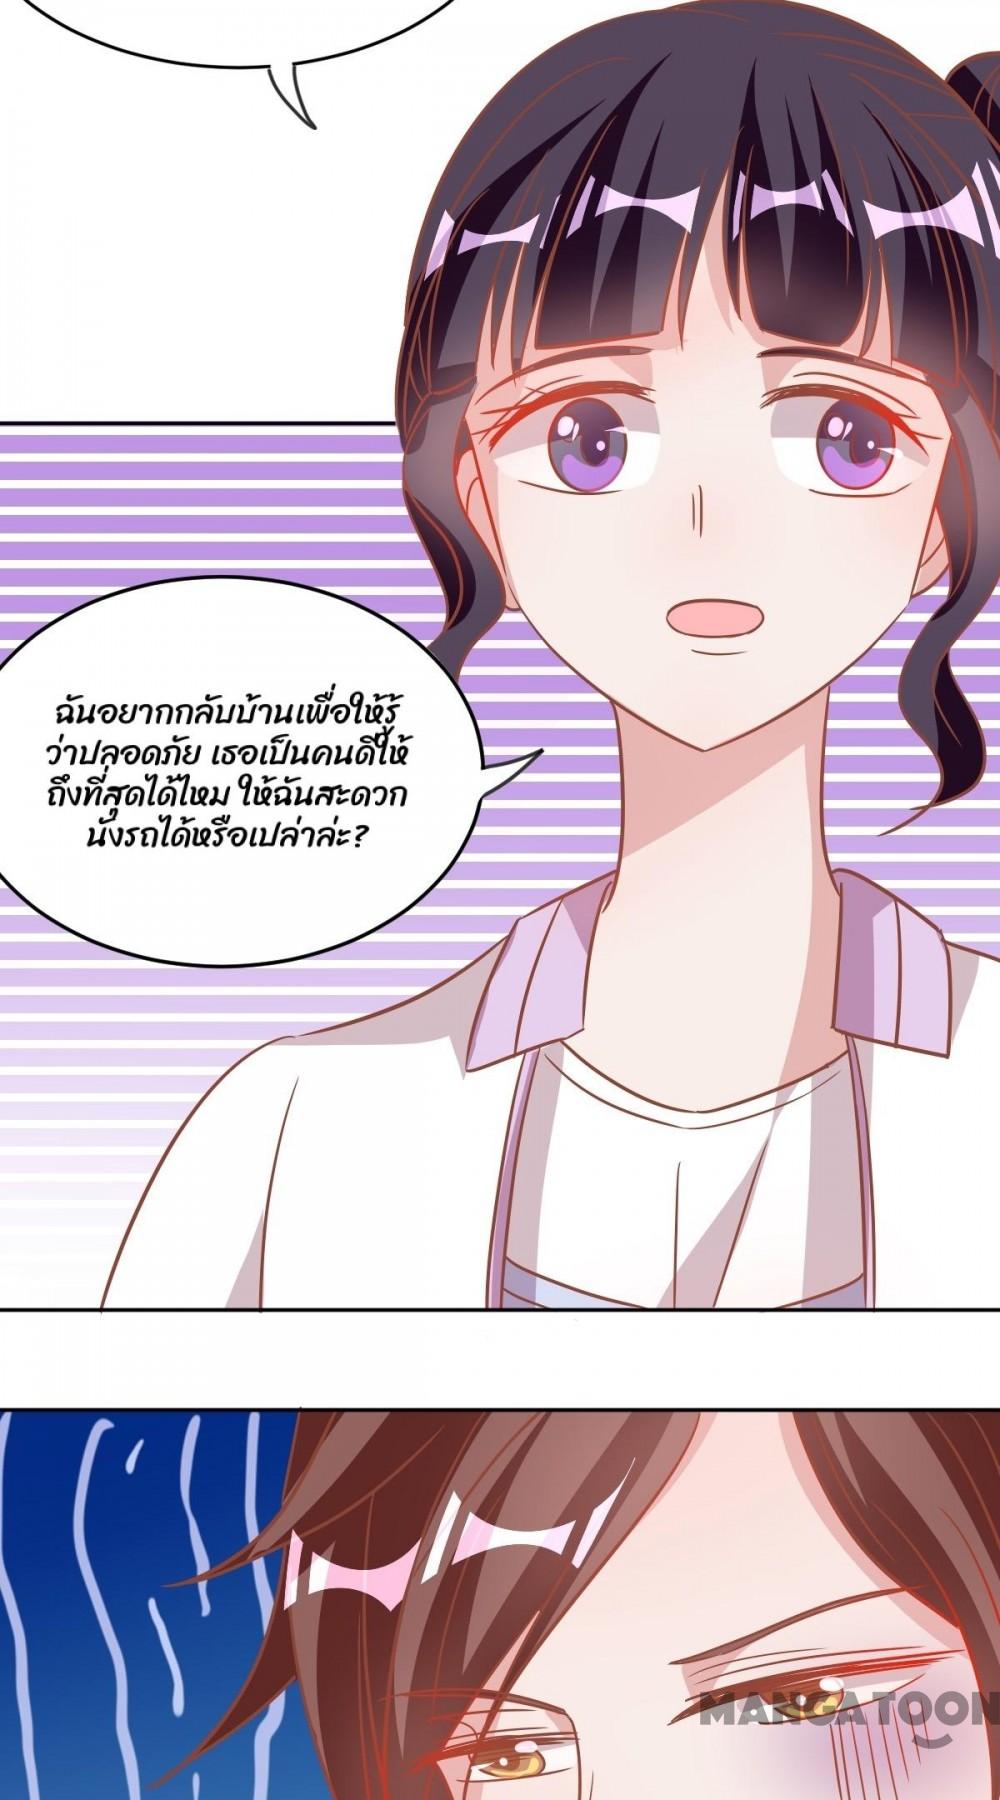 ฉันอยากกลับบ้านเพื่อให้รู้
ว่าปลอดภัย เธอเป็นคนดีให้
ถึงที่สุดได้ไหม ให้ฉันสะดวก
นั่งรถได้หรือเปล่าล่ะ?
MANGATOON